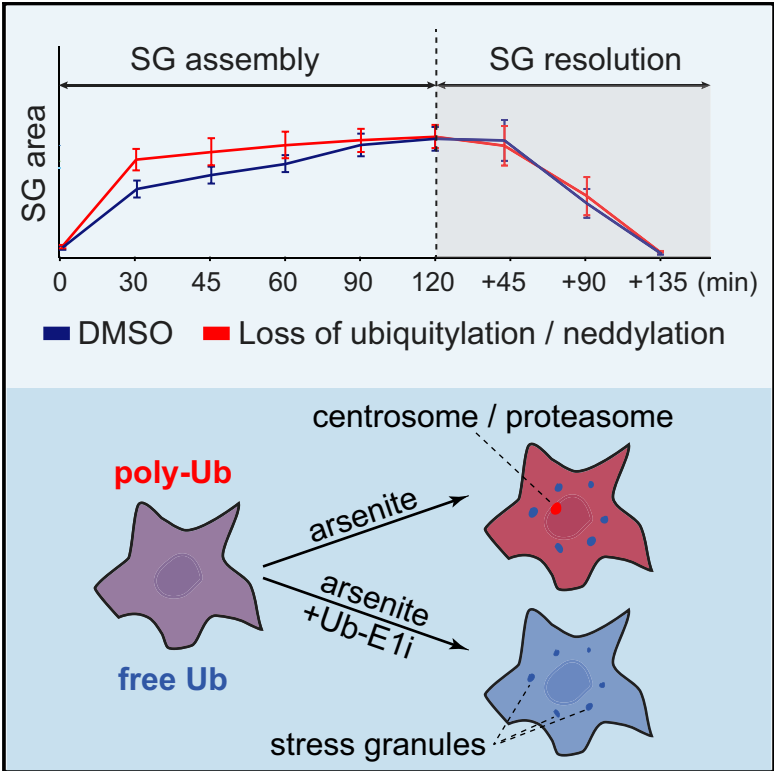 SG assembly
SG resolution
SG area
0 30 45 60 90 120 +45 +90 +135 (min)
DMSO
Loss of ubiquitylation / neddylation
centrosome / proteasome
poly-Ub
arsenite
arsenite
+Ub-E1i
free Ub
stress granules